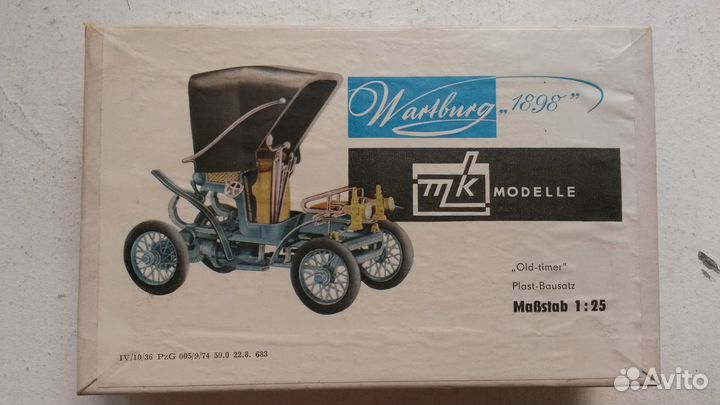 Wartburg „1898”
mk MODELLE
„Old-timer"
Plast-Bausatz
Maßstab 1:25
IV/10/36 PzG 005/9/74 59.0 22.8. 683
Avito